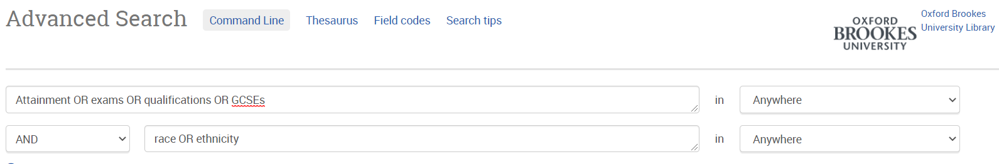 Advanced Search Command Line Thesaurus Field codes Search tips
OXFORD
BROOKES
UNIVERSITY
Oxford Brookes
University Library
Attainment OR exams OR qualifications OR GCSEs in Anywhere
AND race OR ethnicity in Anywhere